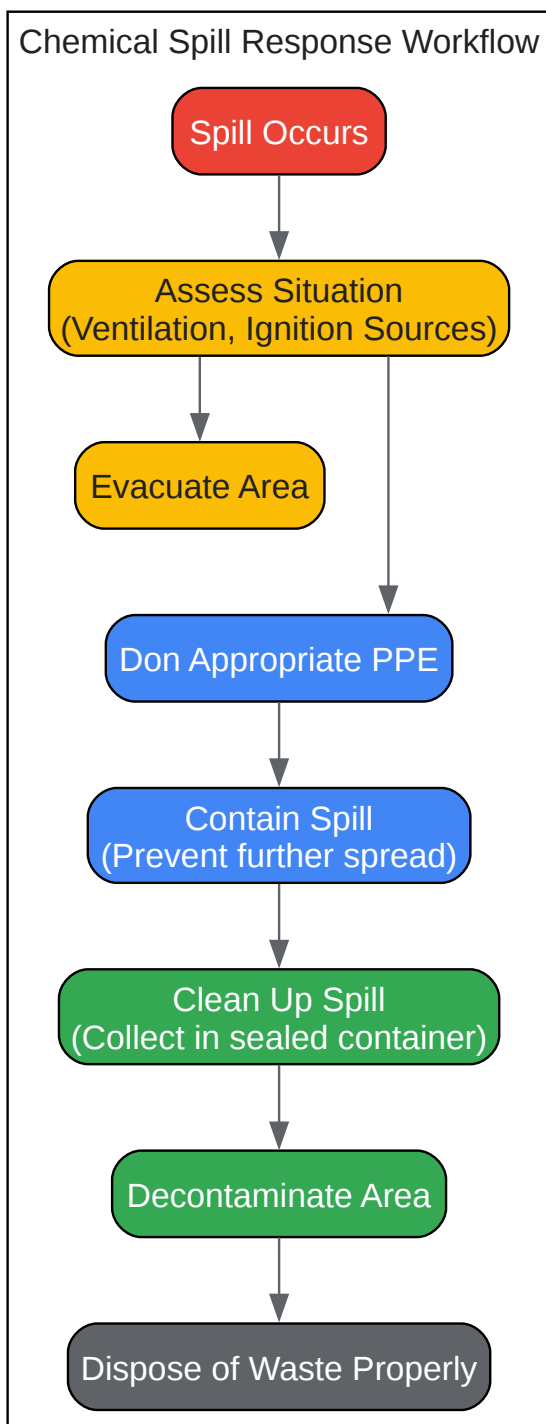 Chemical Spill Response Workflow
Spill Occurs
Assess Situation
(Ventilation, Ignition Sources)
Evacuate Area
Don Appropriate PPE
Contain Spill
(Prevent further spread)
Clean Up Spill
(Collect in sealed container)
Decontaminate Area
Dispose of Waste Properly